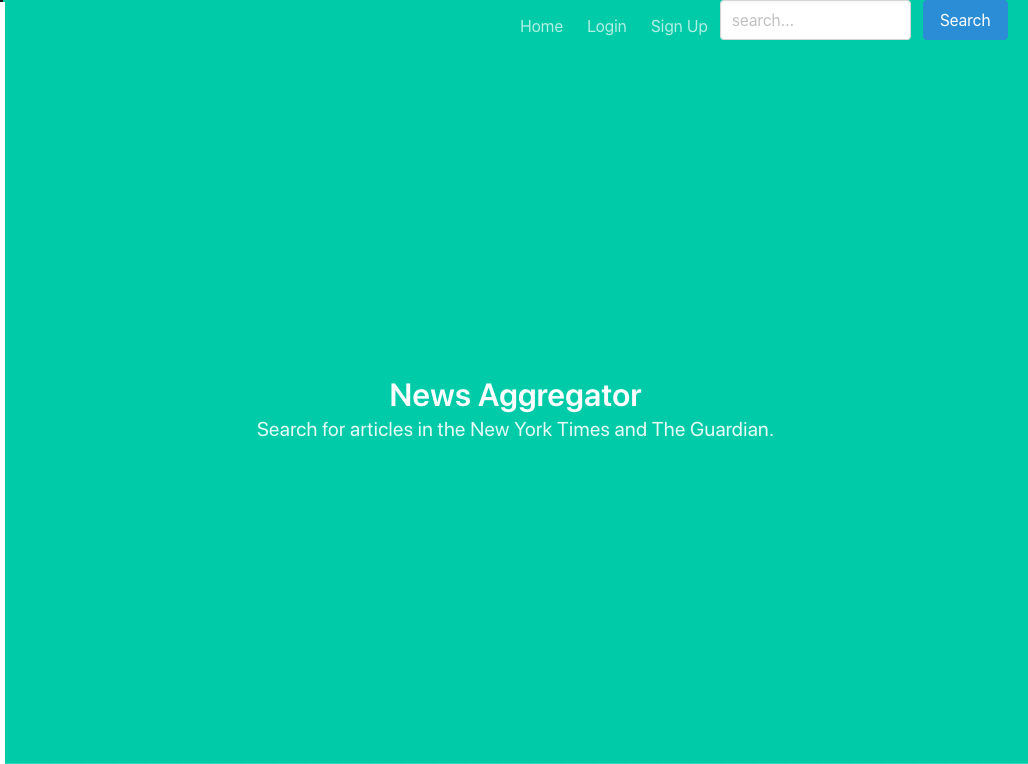 Home Login Sign Up search... Search
News Aggregator
Search for articles in the New York Times and The Guardian.